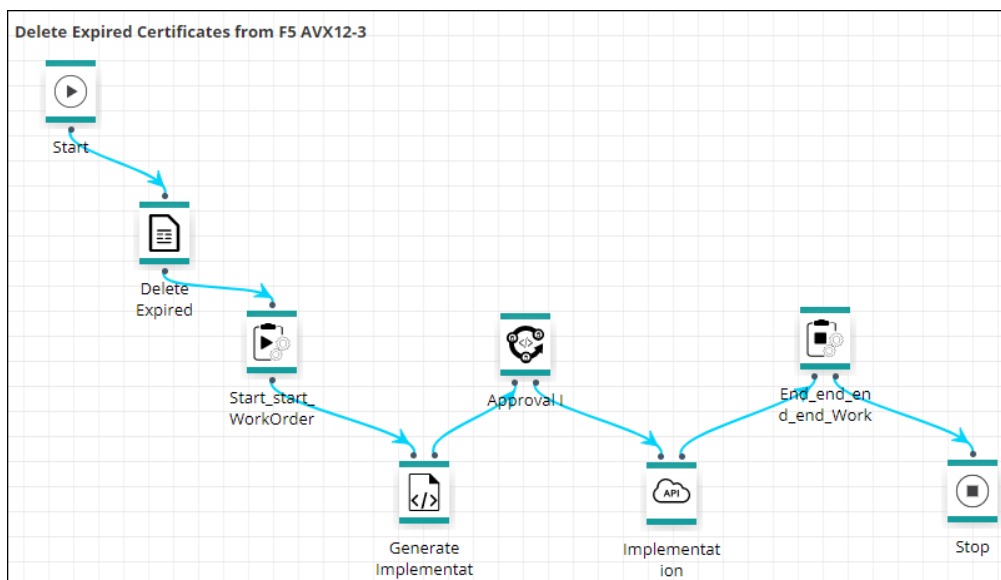 Delete Expired Certificates from F5 AVX12-3
Start
Delete
Expired
Start_start_
WorkOrder
Approval I
End_end_en
d_end_Work
Generate
Implementat
API
Implementat
ion
Stop